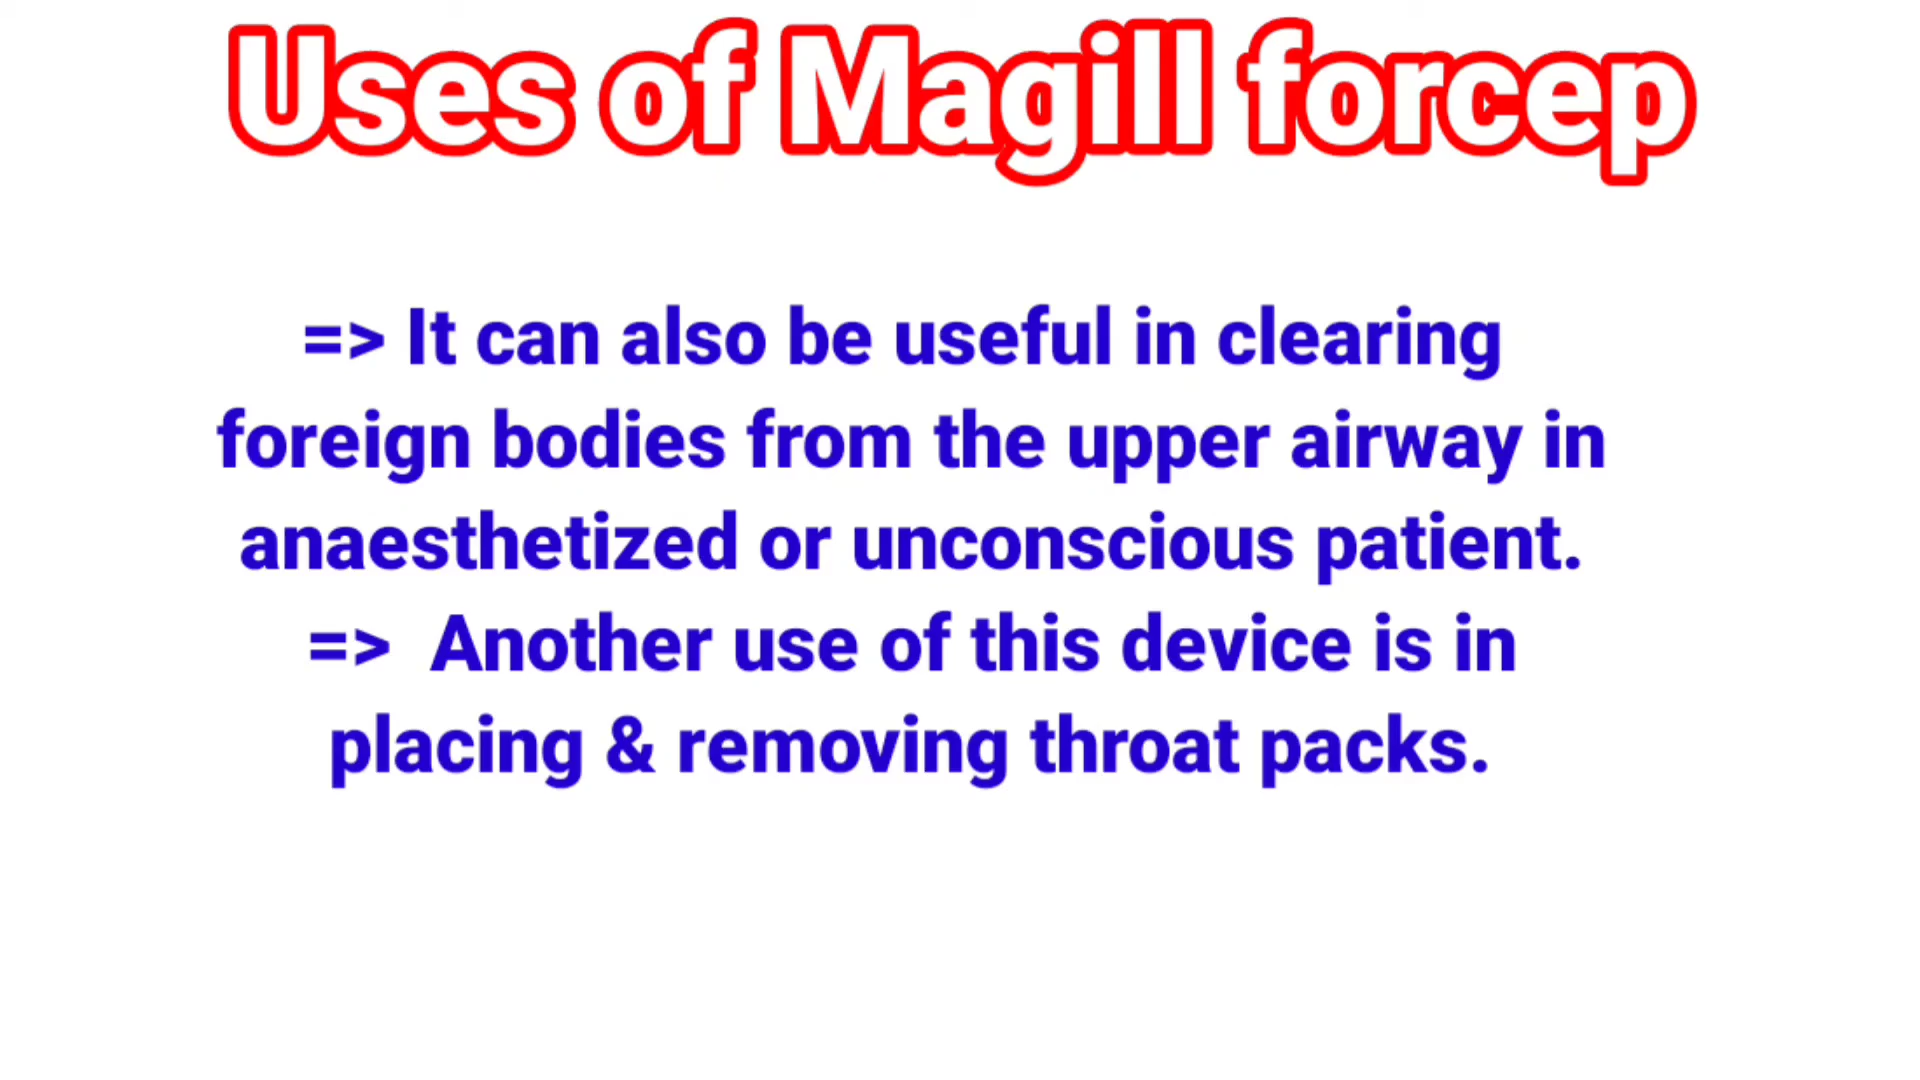 Uses of Magill forcep
=> It can also be useful in clearing
foreign bodies from the upper airway in
anaesthetized or unconscious patient.
=>  Another use of this device is in
placing & removing throat packs.